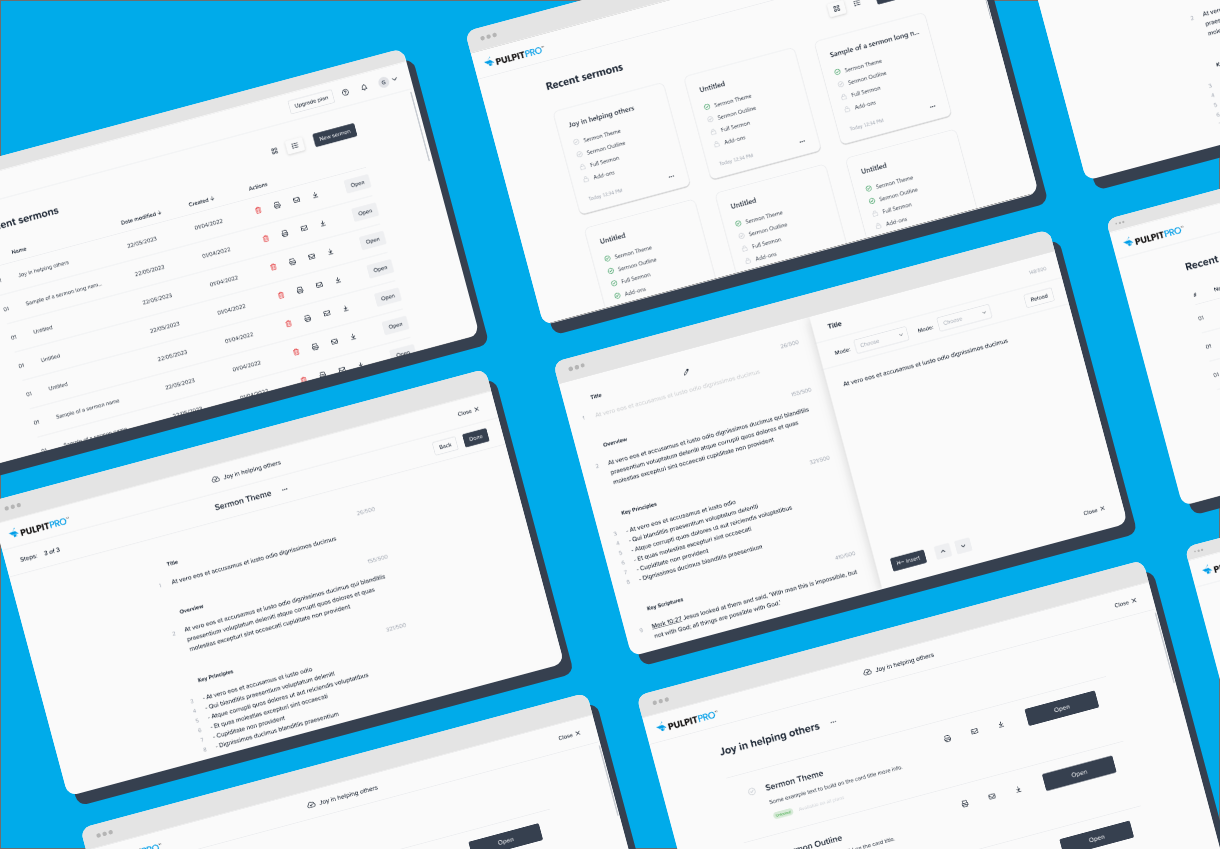 Upgrade plan
G
New sermon
ent sermons
Name
Date modified
Created
Actions
01 Joy in helping others 22/05/2023 01/04/2022 Open
01 Sample of a sermon long nam... 22/05/2023 01/04/2022 Open
01 Untitled 22/05/2023 01/04/2022 Open
01 Untitled 22/05/2023 01/04/2022 Open
01 Untitled 22/05/2023 01/04/2022 Open
01 Sample of a sermon name 22/05/2023 01/04/2022 Open
PULPITPRO
Recent sermons
Joy in helping others
Sermon Theme
Sermon Outline
Full Sermon
Add-ons
Today 12:34 PM
Untitled
Sermon Theme
Sermon Outline
Full Sermon
Add-ons
Today 12:34 PM
Sample of a sermon long n...
Sermon Theme
Sermon Outline
Full Sermon
Add-ons
Today 12:34 PM
Untitled
Sermon Theme
Sermon Outline
Full Sermon
Add-ons
Untitled
Sermon Theme
Sermon Outline
Full Sermon
Add-ons
Untitled
Sermon Theme
Sermon Outline
Full Sermon
Add-ons
PULPITPRO
Recent
#
01
01
01
Close
Back
Done
PULPITPRO
Joy in helping others
Steps: 3 of 3
Sermon Theme
26/500
Title
1 At vero eos et accusamus et iusto odio dignissimos ducimus
155/500
Overview
2 At vero eos et accusamus et iusto odio dignissimos ducimus qui blanditiis
praesentium voluptatum deleniti atque corrupti quos dolores et quas
molestias excepturi sint occaecati cupiditate non provident
321/500
Key Principles
3 - At vero eos et accusamus et iusto odio
4 - Qui blanditiis praesentium voluptatum deleniti
5 - Atque corrupti quos dolores ut aut reiciendis voluptatibus
6 - Et quas molestias excepturi sint occaecati
7 - Cupiditate non provident
8 - Dignissimos ducimus blanditiis praesentium
26/500
Title
1 At vero eos et accusamus et iusto odio dignissimos ducimus
155/500
Overview
2 At vero eos et accusamus et iusto odio dignissimos ducimus qui blanditiis
praesentium voluptatum deleniti atque corrupti quos dolores et quas
molestias excepturi sint occaecati cupiditate non provident
321/500
Key Principles
3 - At vero eos et accusamus et iusto odio
4 - Qui blanditiis praesentium voluptatum deleniti
5 - Atque corrupti quos dolores ut aut reiciendis voluptatibus
6 - Et quas molestias excepturi sint occaecati
7 - Cupiditate non provident
8 - Dignissimos ducimus blanditiis praesentium
410/500
Key Scriptures
9 Mark 10:27 Jesus looked at them and said, "With man this is impossible, but
not with God; all things are possible with God."
148/500
Title
Reload
Mode: Choose
Mode: Choose
At vero eos et accusamus et iusto odio dignissimos ducimus
Insert
Close
Close
Joy in helping others
Open
Close
PULPITPRO
Joy in helping others
Joy in helping others
Sermon Theme
Some example text to build on the card title more info.
Open
Open
Open